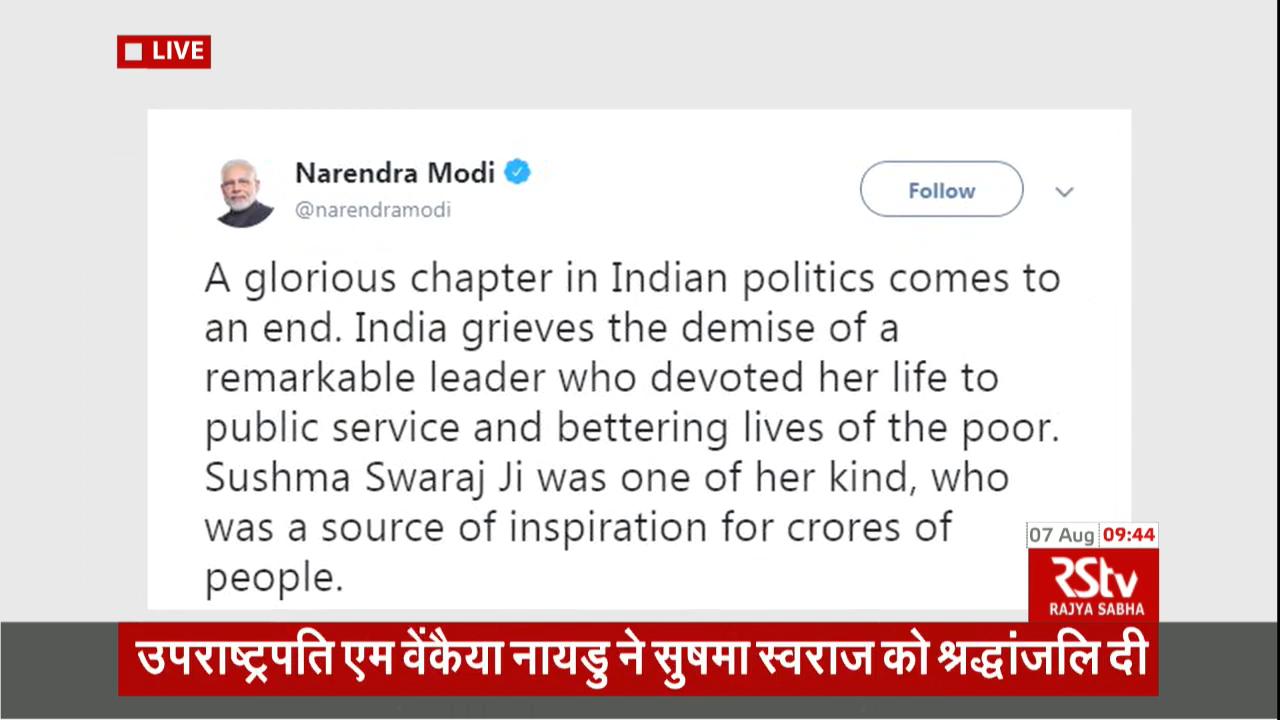 LIVE
Narendra Modi
@narendramodi
Follow
A glorious chapter in Indian politics comes to
an end. India grieves the demise of a
remarkable leader who devoted her life to
public service and bettering lives of the poor.
Sushma Swaraj Ji was one of her kind, who
was a source of inspiration for crores of
people.
07 Aug 09:44
RStv
RAJYA SABHA
उपराष्ट्रपति एम वेंकैया नायडु ने सुषमा स्वराज को श्रद्धांजलि दी